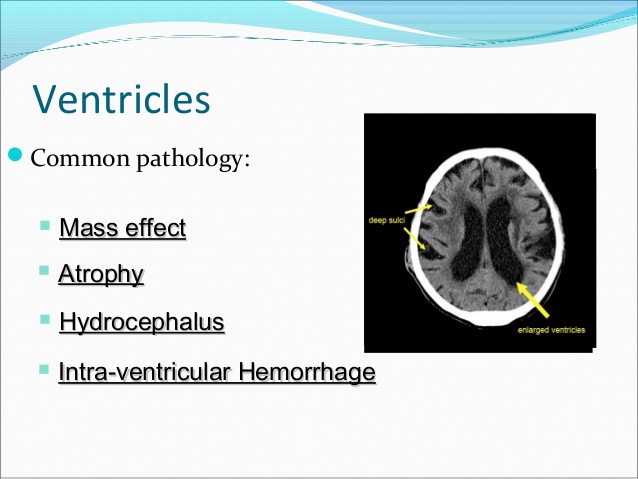 Ventricles
Common pathology:
Mass effect
Atrophy
Hydrocephalus
Intra-ventricular Hemorrhage
deep sulci
enlarged ventricles